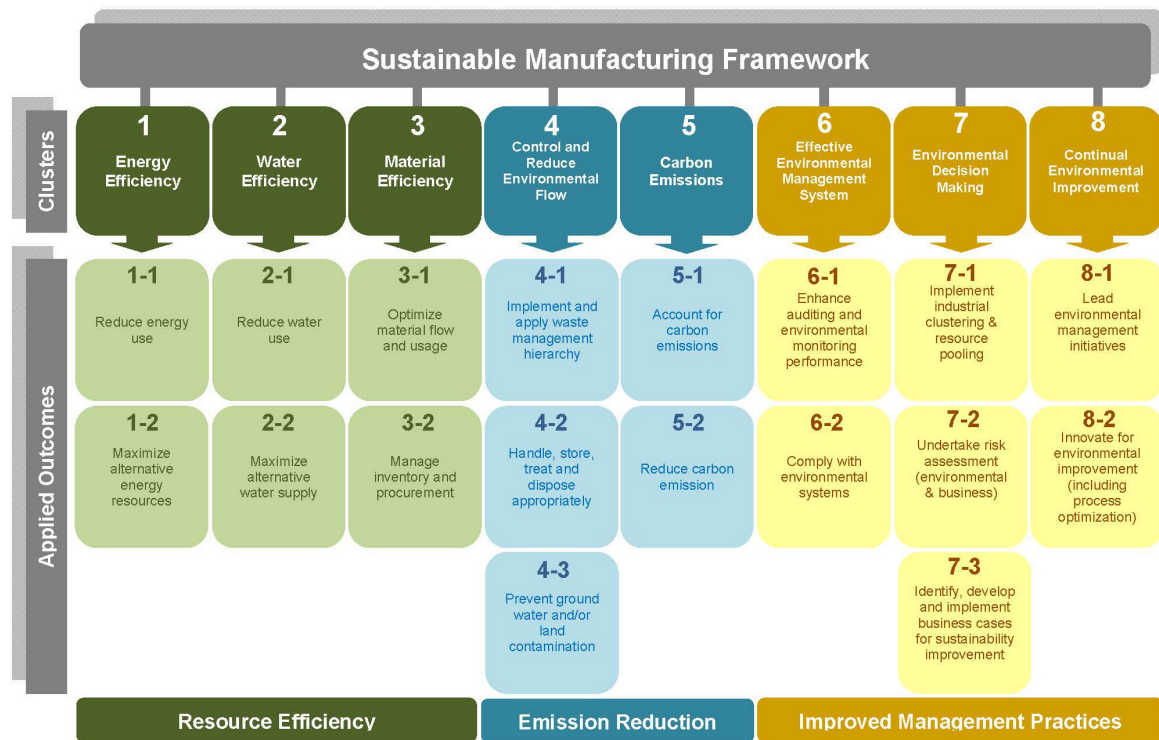 Sustainable Manufacturing Framework
Clusters
1
Energy
Efficiency
2
Water
Efficiency
3
Material
Efficiency
4
Control and
Reduce
Environmental
Flow
5
Carbon
Emissions
6
Effective
Environmental
Management
System
7
Environmental
Decision
Making
8
Continual
Environmental
Improvement
Applied Outcomes
1-1
Reduce energy
use
2-1
Reduce water
use
3-1
Optimize
material flow
and usage
4-1
Implement and
apply waste
management
hierarchy
5-1
Account for
carbon
emissions
6-1
Enhance
auditing and
environmental
monitoring
performance
7-1
Implement
industrial
clustering &
resource
pooling
8-1
Lead
environmental
management
initiatives
1-2
Maximize
alternative
energy
resources
2-2
Maximize
alternative
water supply
3-2
Manage
inventory and
procurement
4-2
Handle, store,
treat and
dispose
appropriately
5-2
Reduce carbon
emission
6-2
Comply with
environmental
systems
7-2
Undertake risk
assessment
(environmental
& business)
8-2
Innovate for
environmental
improvement
(including
process
optimization)
4-3
Prevent ground
water and/or
land
contamination
7-3
Identify, develop
and implement
business cases
for sustainability
improvement
Resource Efficiency
Emission Reduction
Improved Management Practices